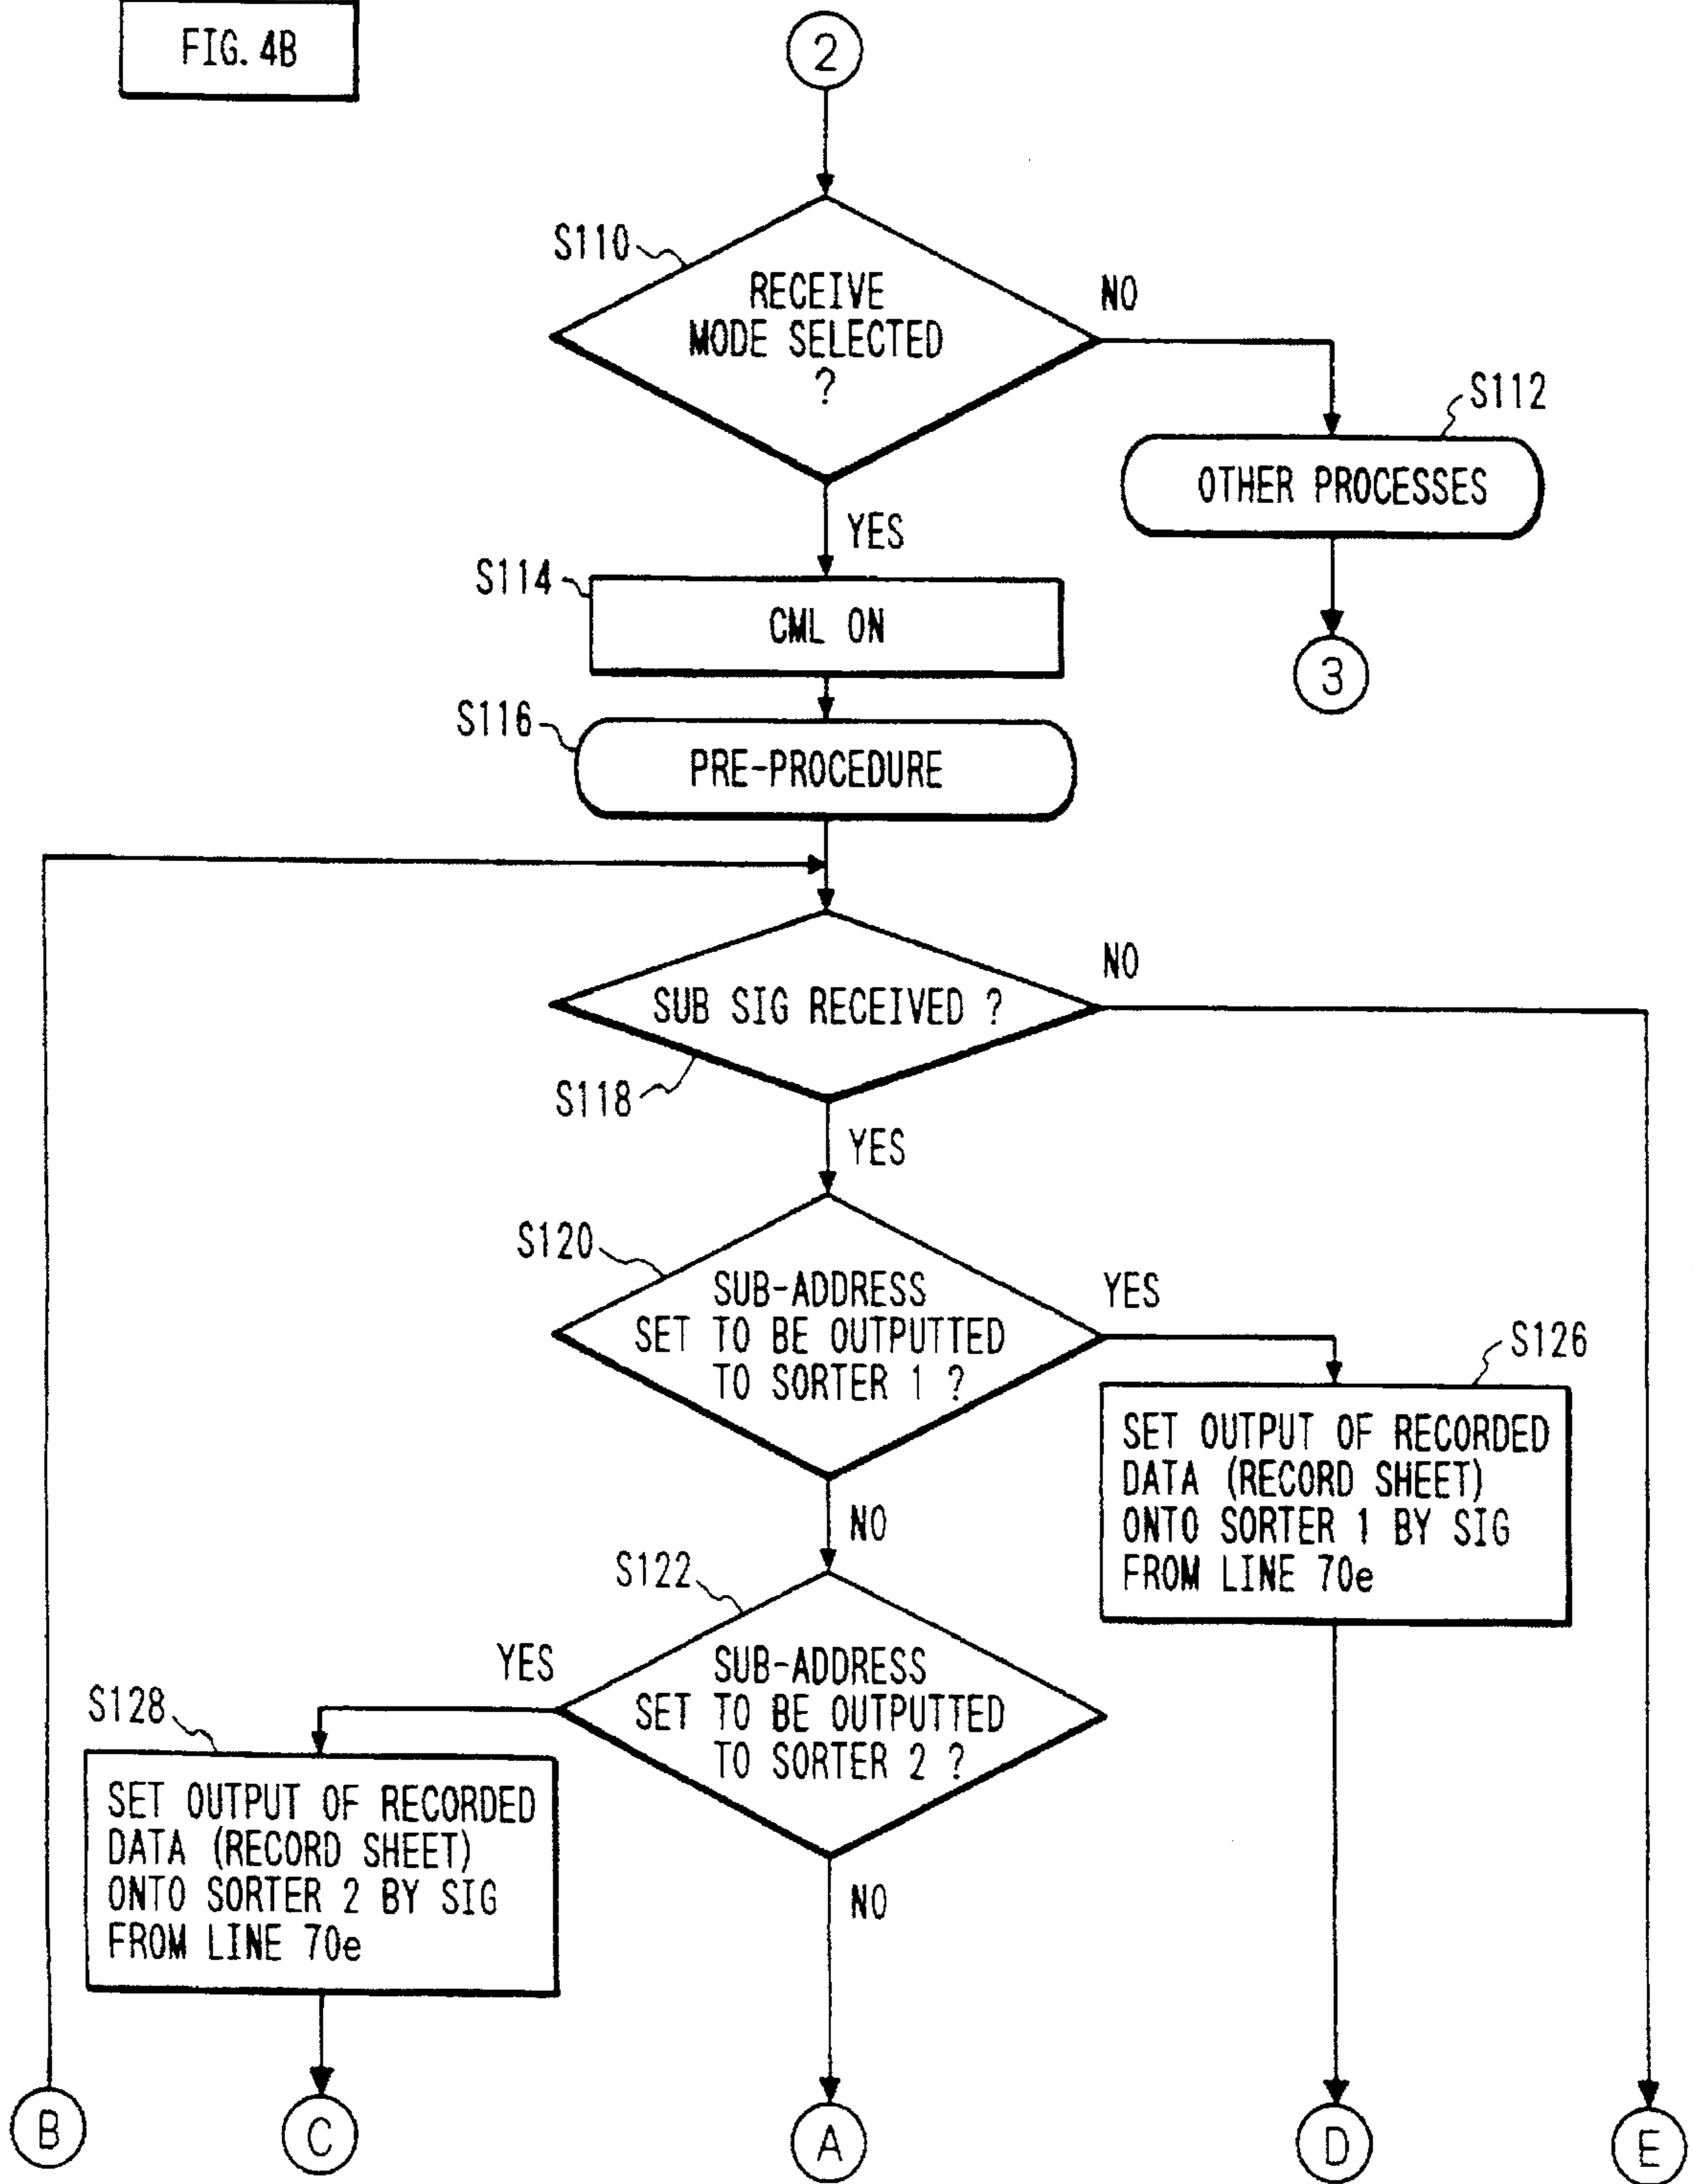 FIG. 4B
2
S110
RECEIVE
MODE SELECTED
?
NO
S112
OTHER PROCESSES
3
YES
S114
CML ON
S116
PRE-PROCEDURE
SUB SIG RECEIVED ?
NO
S118
YES
S120
SUB-ADDRESS
SET TO BE OUTPUTTED
TO SORTER 1 ?
YES
S126
SET OUTPUT OF RECORDED
DATA (RECORD SHEET)
ONTO SORTER 1 BY SIG
FROM LINE 70e
NO
S122
SUB-ADDRESS
SET TO BE OUTPUTTED
TO SORTER 2 ?
YES
S128
SET OUTPUT OF RECORDED
DATA (RECORD SHEET)
ONTO SORTER 2 BY SIG
FROM LINE 70e
NO
B
C
A
D
E